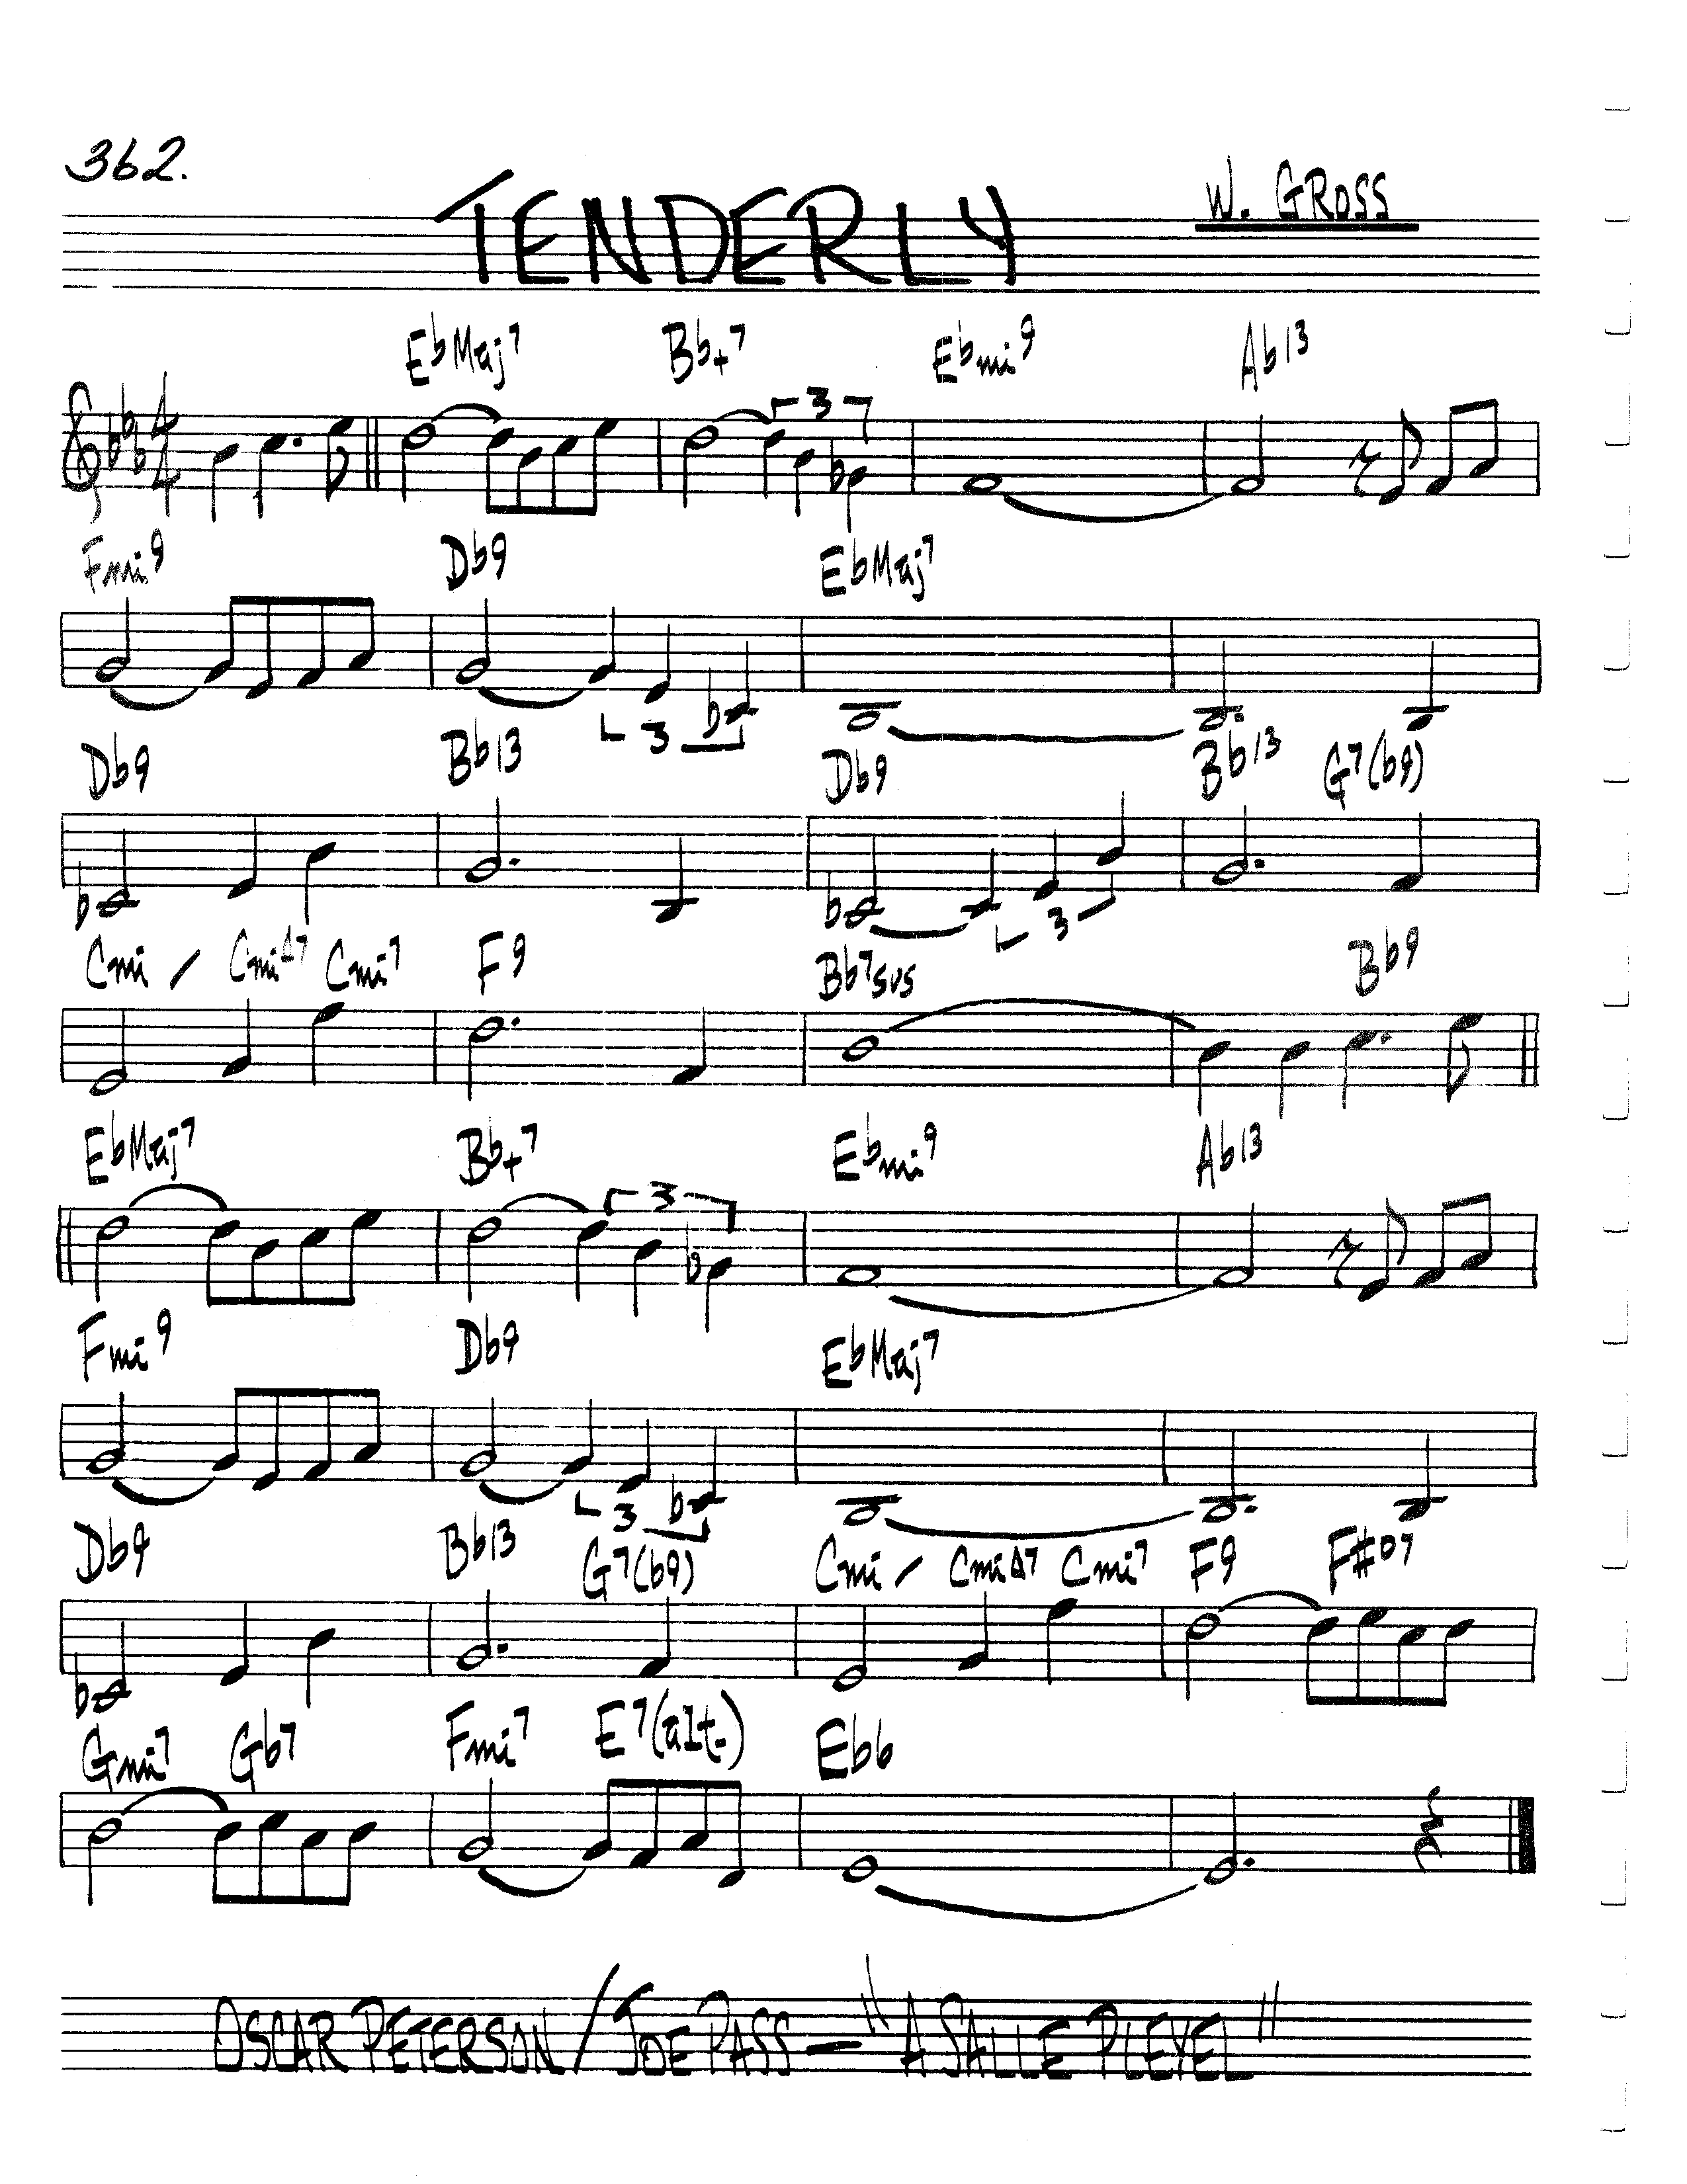 362.
TENDERLY
W. GROSS
EbMaj7 Bb+7 Ebmi9 Ab13
4/4
3
Fmi9 Db9 EbMaj7
3
Db9 Bb13 Db9 Bb13 G7(b9)
3
Cmi / CmiΔ7 Cmi7 F9 Bb7sus Bb9
EbMaj7 Bb+7 Ebmi9 Ab13
3
Fmi9 Db9 EbMaj7
3
Db9 Bb13 G7(b9) Cmi / CmiΔ7 Cmi7 F9 F#o7
Gmi7 Gb7 Fmi7 E7(alt.) Eb6
OSCAR PETERSON / JOE PASS — "A SALLE PLEYEL"